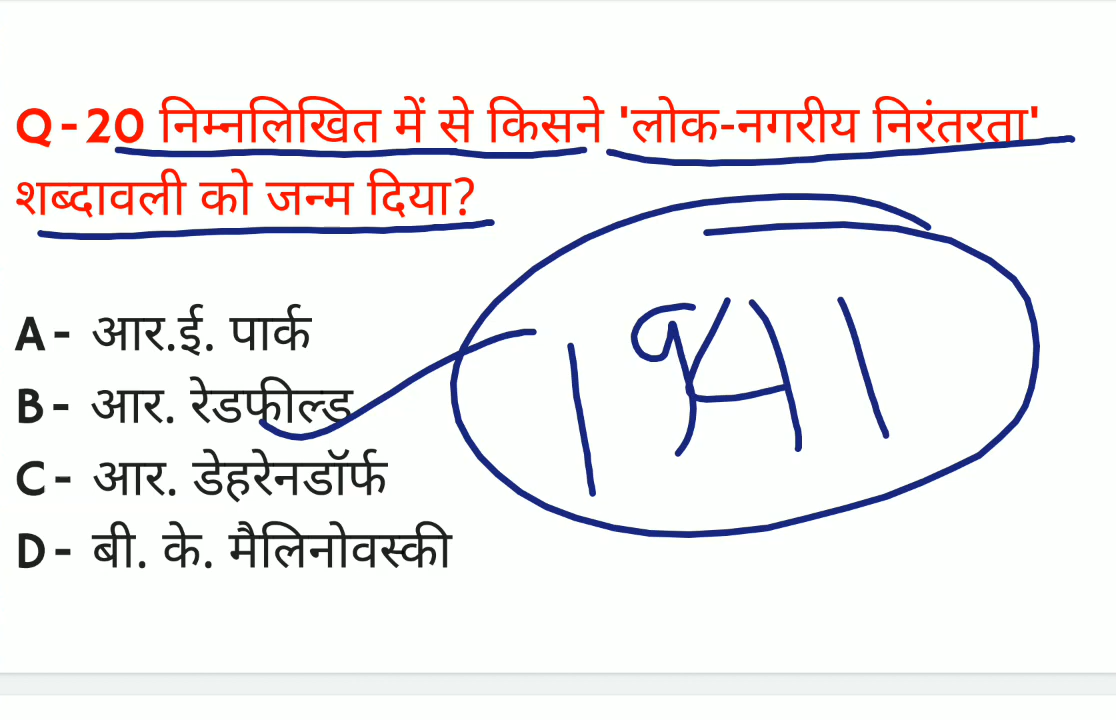 Q-20 निम्नलिखित में से किसने 'लोक-नगरीय निरंतरता'
शब्दावली को जन्म दिया?
1941
A- आर.ई. पार्क
B- आर. रेडफील्ड
C- आर. डेहरेनडॉर्फ
D- बी. के. मैलिनोवस्की